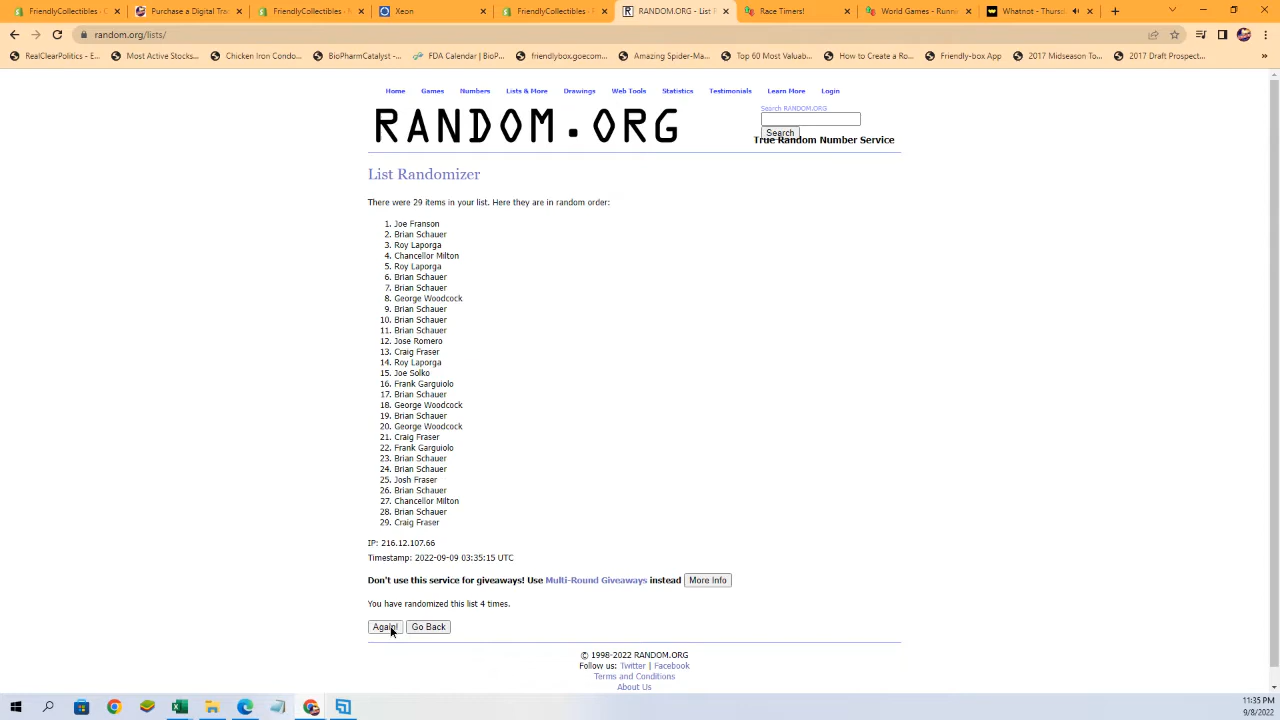 FriendlyCollectibles
Purchase a Digital Tra
FriendlyCollectibles
Xeon
FriendlyCollectibles
RANDOM.ORG - List
Race Timers!
World Games - Runni
Whatnot - Thurs
random.org/lists/
RealClearPolitics - E...
Most Active Stocks...
Chicken Iron Condo...
BioPharmCatalyst -...
FDA Calendar | BioP...
friendlybox.goecom...
Amazing Spider-Ma...
Top 60 Most Valuab...
How to Create a Ro...
Friendly-box App
2017 Midseason To...
2017 Draft Prospect...
Home Games Numbers Lists & More Drawings Web Tools Statistics Testimonials Learn More Login
Search RANDOM.ORG
RANDOM.ORG
Search
True Random Number Service
List Randomizer
There were 29 items in your list. Here they are in random order:
1. Joe Franson
2. Brian Schauer
3. Roy Laporga
4. Chancellor Milton
5. Roy Laporga
6. Brian Schauer
7. Brian Schauer
8. George Woodcock
9. Brian Schauer
10. Brian Schauer
11. Brian Schauer
12. Jose Romero
13. Craig Fraser
14. Roy Laporga
15. Joe Solko
16. Frank Garguiolo
17. Brian Schauer
18. George Woodcock
19. Brian Schauer
20. George Woodcock
21. Craig Fraser
22. Frank Garguiolo
23. Brian Schauer
24. Brian Schauer
25. Josh Fraser
26. Brian Schauer
27. Chancellor Milton
28. Brian Schauer
29. Craig Fraser
IP: 216.12.107.66
Timestamp: 2022-09-09 03:35:15 UTC
Don't use this service for giveaways! Use Multi-Round Giveaways instead More Info
You have randomized this list 4 times.
Again! Go Back
© 1998-2022 RANDOM.ORG
Follow us: Twitter | Facebook
Terms and Conditions
About Us
11:35 PM
9/8/2022